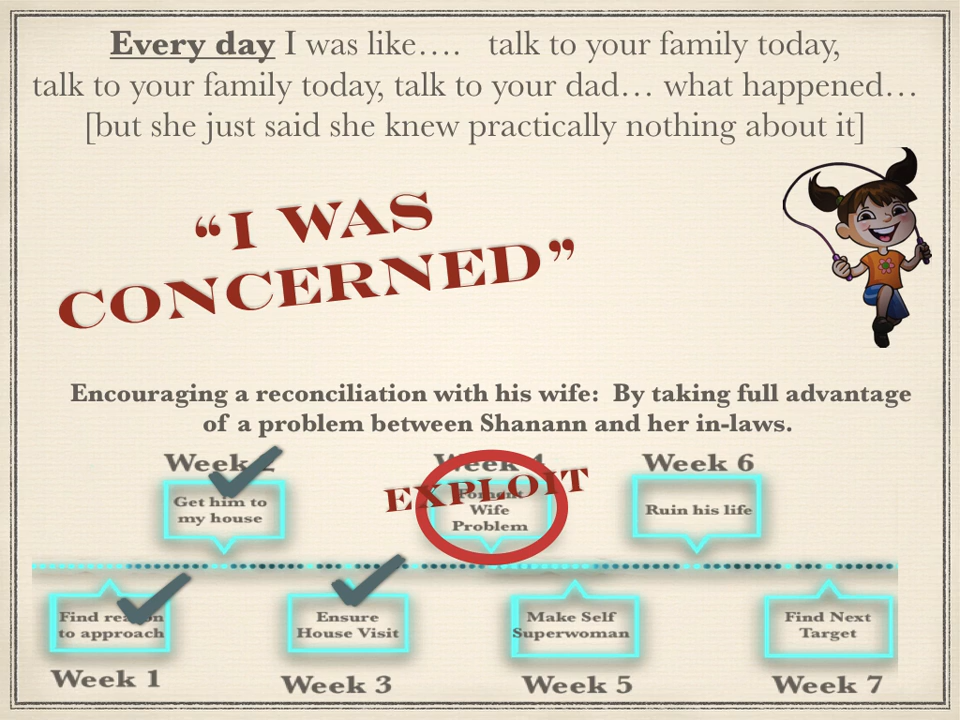 Every day I was like…. talk to your family today,
talk to your family today, talk to your dad… what happened…
[but she just said she knew practically nothing about it]
“I WAS
CONCERNED”
Encouraging a reconciliation with his wife: By taking full advantage
of a problem between Shanann and her in-laws.
Week 2
Get him to
my house
Week 4
EXPLOIT
Wife
Problem
Week 6
Ruin his life
Find reason
to approach
Week 1
Ensure
House Visit
Week 3
Make Self
Superwoman
Week 5
Find Next
Target
Week 7